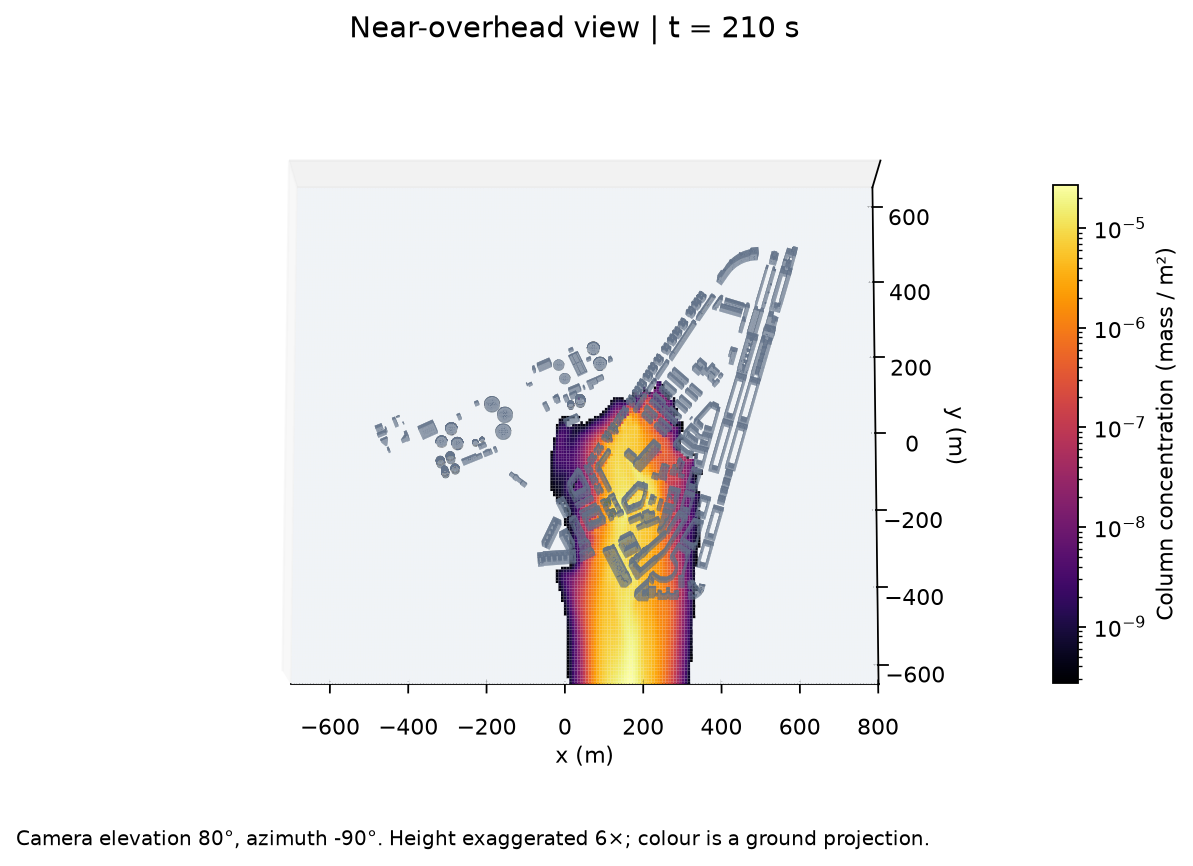 Near-overhead view | t = 210 s
600
400
200
0
−200
−400
−600
y (m)
−600 −400 −200 0 200 400 600 800
x (m)
10⁻⁵
10⁻⁶
10⁻⁷
10⁻⁸
10⁻⁹
Column concentration (mass / m²)
Camera elevation 80°, azimuth -90°. Height exaggerated 6×; colour is a ground projection.